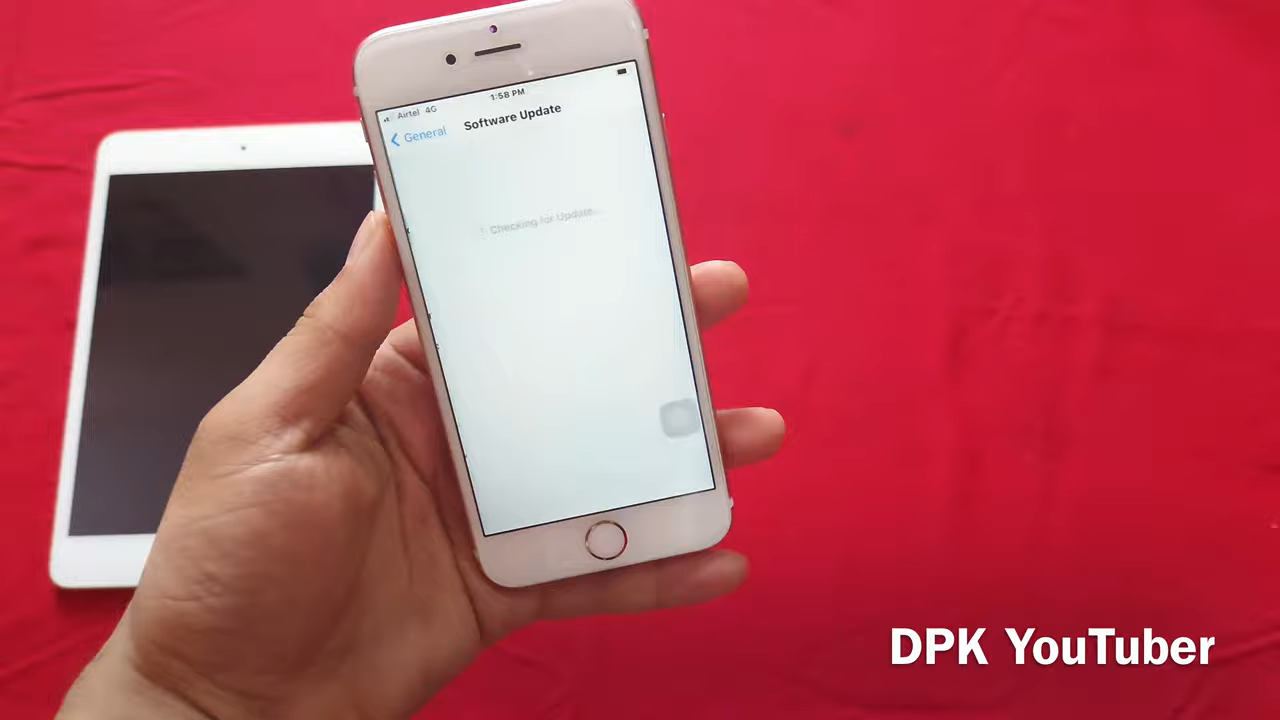 Airtel 4G
1:58 PM
General
Software Update
Checking for Update...
DPK YouTuber